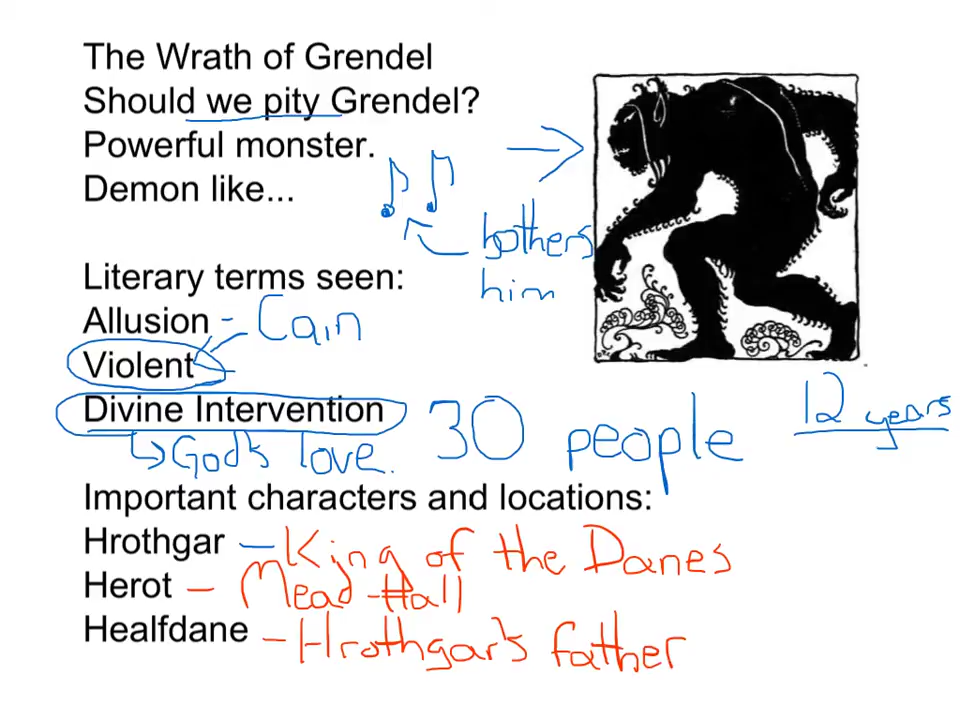 The Wrath of Grendel
Should we pity Grendel?
Powerful monster.
Demon like...
bothers
him
Literary terms seen:
Allusion - Cain
Violent
Divine Intervention
30 people
12 years
God's love.
Important characters and locations:
Hrothgar - King of the Danes
Herot - Mead-Hall
Healfdane - Hrothgar's father